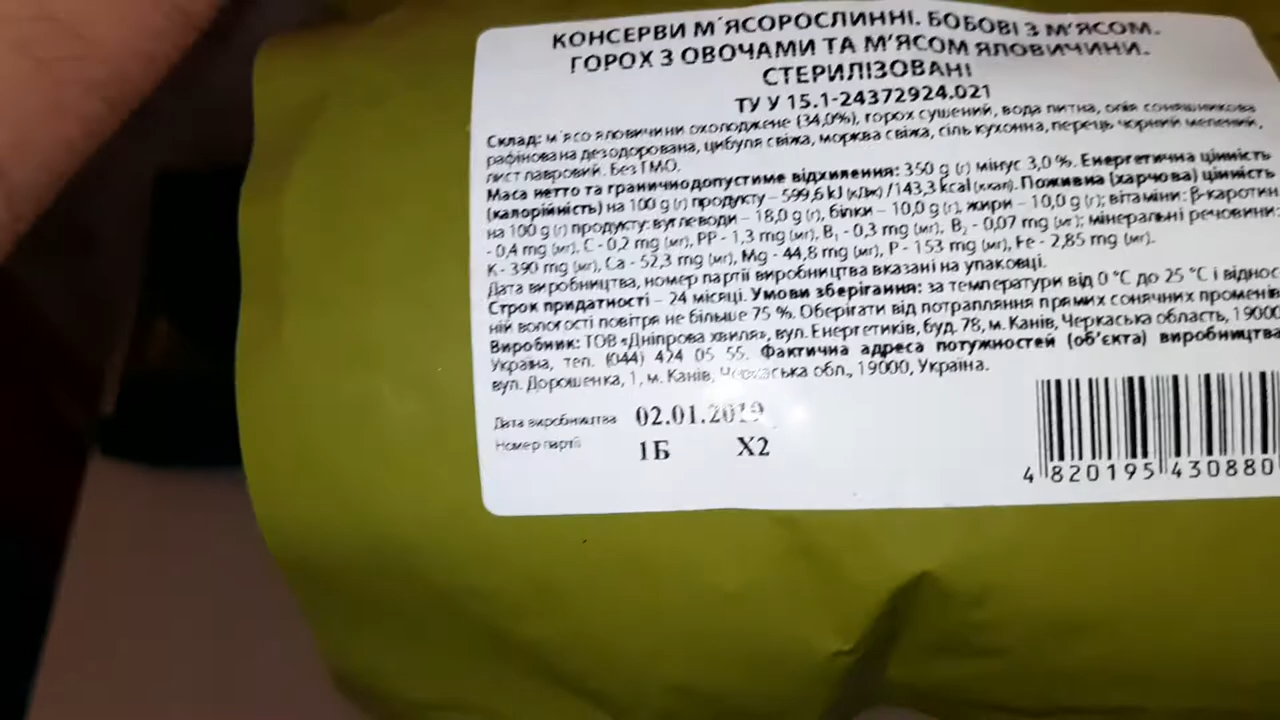 КОНСЕРВИ М´ЯСОРОСЛИННІ. БОБОВІ З М'ЯСОМ.
ГОРОХ З ОВОЧАМИ ТА М'ЯСОМ ЯЛОВИЧИНИ.
СТЕРИЛІЗОВАНІ
ТУ У 15.1-24372924.021
Склад: м´ясо яловичини охолоджене (34,0%), горох сушений, вода питна, олія соняшникова
рафінована дезодорована, цибуля свіжа, морква свіжа, сіль кухонна, перець чорний мелений,
лист лавровий. Без ГМО.
Маса нетто та граничнодопустиме відхилення: 350 g (г) мінус 3,0 %. Енергетична цінність
(калорійність) на 100 g (г) продукту – 599,6 kJ (кДж) /143,3 kcal (ккал). Поживна (харчова) цінність
на 100 g (г) продукту: вуглеводи – 18,0 g (г), білки – 10,0 g (г), жири – 10,0 g (г); вітаміни: β-каротин
- 0,4 mg (мг), С - 0,2 mg (мг), РР - 1,3 mg (мг), В₁ - 0,3 mg (мг), В₂ - 0,07 mg (мг); мінеральні речовини:
К - 390 mg (мг), Са - 52,3 mg (мг), Mg - 44,8 mg (мг), Р - 153 mg (мг), Fe - 2,85 mg (мг).
Дата виробництва, номер партії виробництва вказані на упаковці.
Строк придатності – 24 місяці. Умови зберігання: за температури від 0 °С до 25 °С і віднос
ній вологості повітря не більше 75 %. Оберігати від потрапляння прямих сонячних променів
Виробник: ТОВ «Дніпрова хвиля», вул. Енергетиків, буд. 78, м. Канів, Черкаська область, 19000
Україна, тел. (044) 424 05 55. Фактична адреса потужностей (об'єкта) виробництва
вул. Дорошенка, 1, м. Канів, Черкаська обл., 19000, Україна.
Дата виробництва 02.01.2019
Номер партії 1Б Х2
4 820195 430880